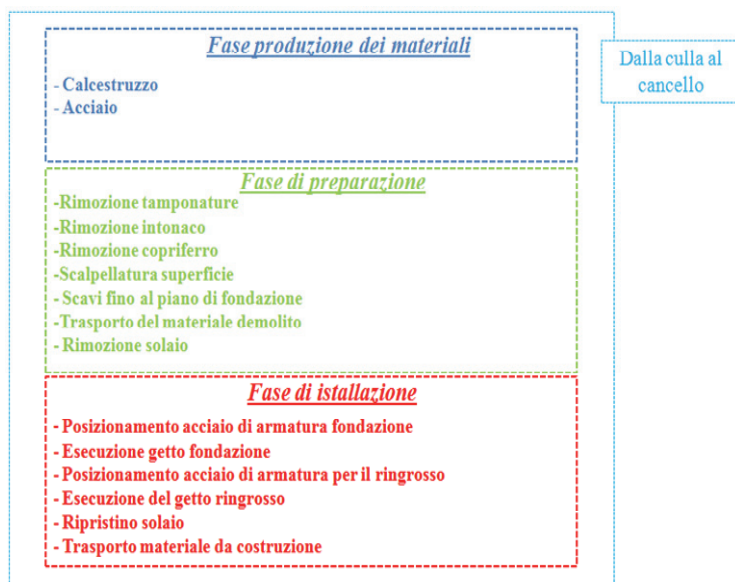 Fase produzione dei materiali
- Calcestruzzo
- Acciaio
Dalla culla al
cancello
Fase di preparazione
-Rimozione tamponature
-Rimozione intonaco
-Rimozione copriferro
-Scalpellatura superficie
- Scavi fino al piano di fondazione
-Trasporto del materiale demolito
- Rimozione solaio
Fase di istallazione
- Posizionamento acciaio di armatura fondazione
- Esecuzione getto fondazione
- Posizionamento acciaio di armatura per il ringrosso
- Esecuzione del getto ringrosso
- Ripristino solaio
- Trasporto materiale da costruzione